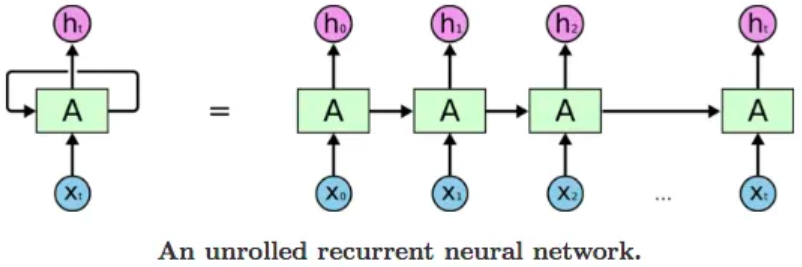 hₜ h₀ h₁ h₂ hₜ
A = A A A A
xₜ x₀ x₁ x₂ ... xₜ
An unrolled recurrent neural network.